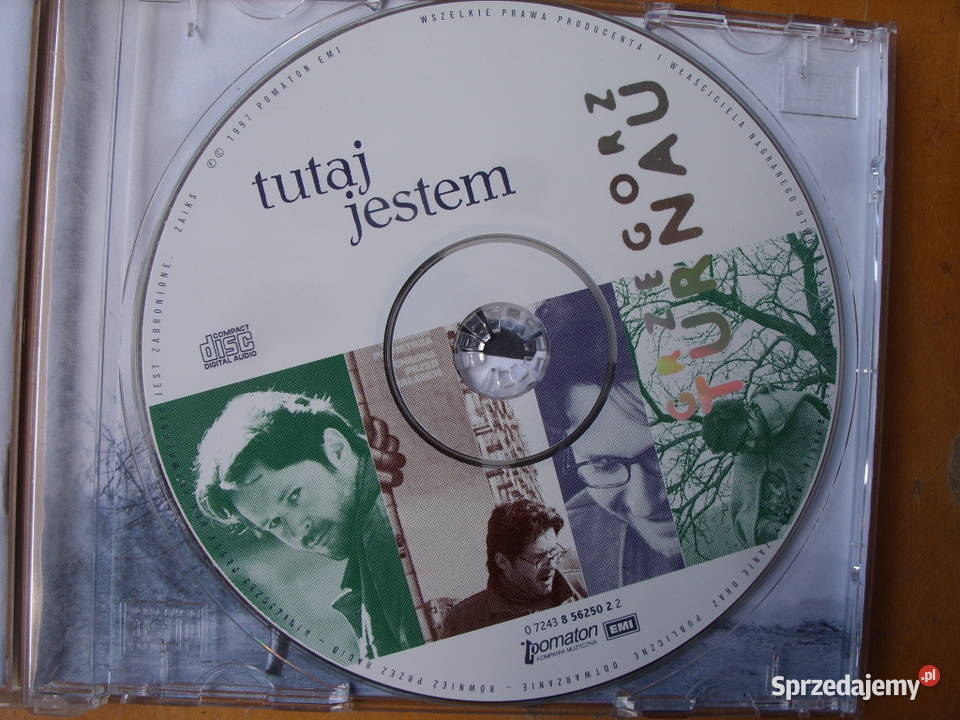 WSZELKIE PRAWA PRODUCENTA I WŁAŚCICIELA NAGRANEGO
ZANIE ORAZ PUBLICZNE ODTWARZANIE – RÓWNIEŻ PRZEZ RADIO –
JEST ZABRONIONE. ZAIKS
℗ © 1997 POMATON EMI
tutaj
jestem
GRZEGORZ
TURNAU
COMPACT
disc
DIGITAL AUDIO
0 7243 8 56250 2 2
pomaton EMI
KOMPANIA MUZYCZNA
Sprzedajemy.pl